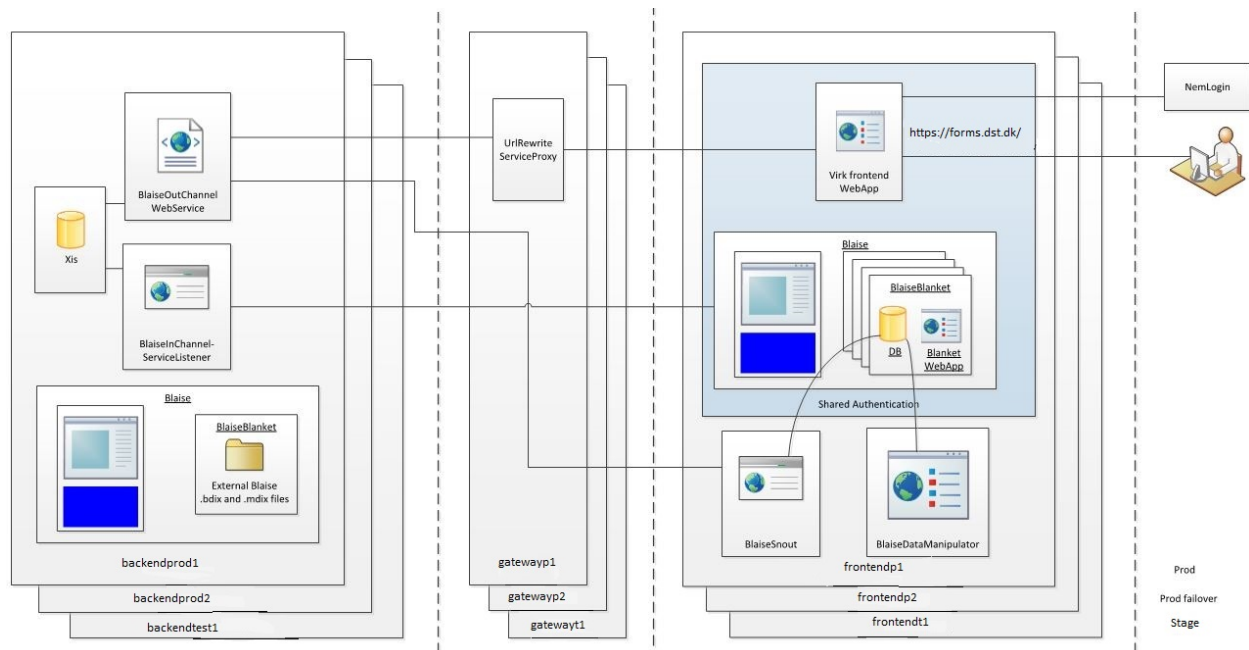 BlaiseOutChannel
WebService
Xis
BlaiseInChannel-
ServiceListener
Blaise
BlaiseBlanket
External Blaise
.bdix and .mdix files
backendprod1
backendprod2
backendtest1
UrlRewrite
ServiceProxy
gatewayp1
gatewayp2
gatewayt1
Virk frontend
WebApp
https://forms.dst.dk/
Blaise
BlaiseBlanket
DB
Blanket
WebApp
Shared Authentication
BlaiseSnout
BlaiseDataManipulator
frontendp1
frontendp2
frontendt1
NemLogin
Prod
Prod failover
Stage